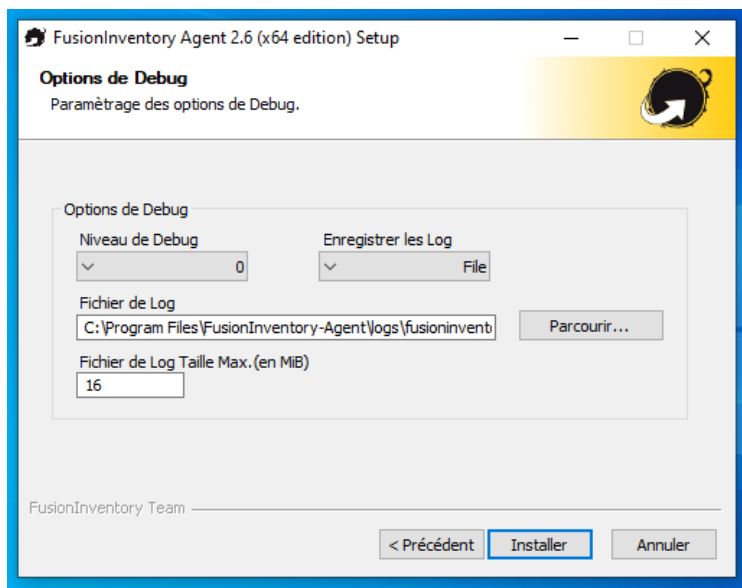 FusionInventory Agent 2.6 (x64 edition) Setup
Options de Debug
Paramètrage des options de Debug.
Options de Debug
Niveau de Debug
Enregistrer les Log
0
File
Fichier de Log
C:\Program Files\FusionInventory-Agent\logs\fusioninvent
Parcourir...
Fichier de Log Taille Max.(en MiB)
16
FusionInventory Team
< Précédent
Installer
Annuler